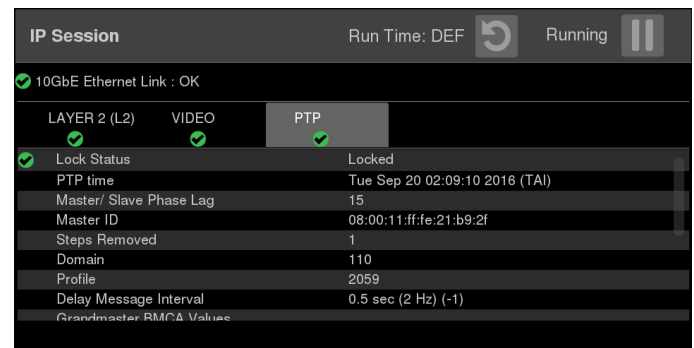 IP Session Run Time: DEF Running
10GbE Ethernet Link : OK
LAYER 2 (L2) VIDEO PTP
Lock Status Locked
PTP time Tue Sep 20 02:09:10 2016 (TAI)
Master/ Slave Phase Lag 15
Master ID 08:00:11:ff:fe:21:b9:2f
Steps Removed 1
Domain 110
Profile 2059
Delay Message Interval 0.5 sec (2 Hz) (-1)
Grandmaster BMCA Values